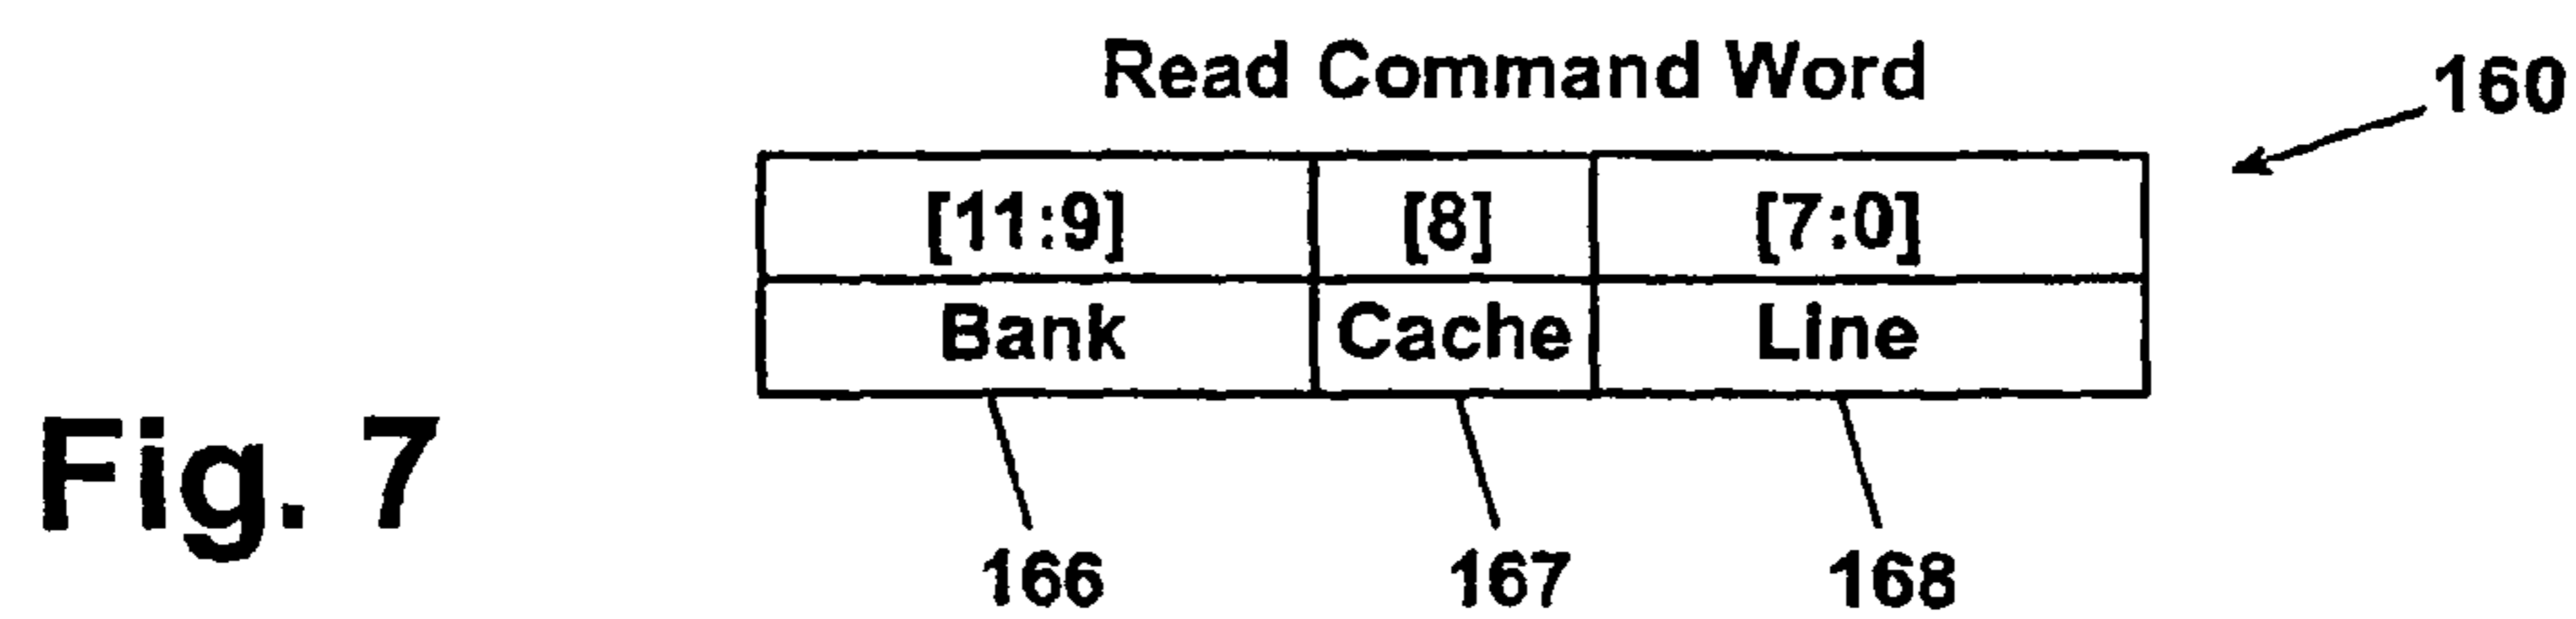 Read Command Word
160
[11:9] [8] [7:0]
Bank Cache Line
166 167 168
Fig. 7